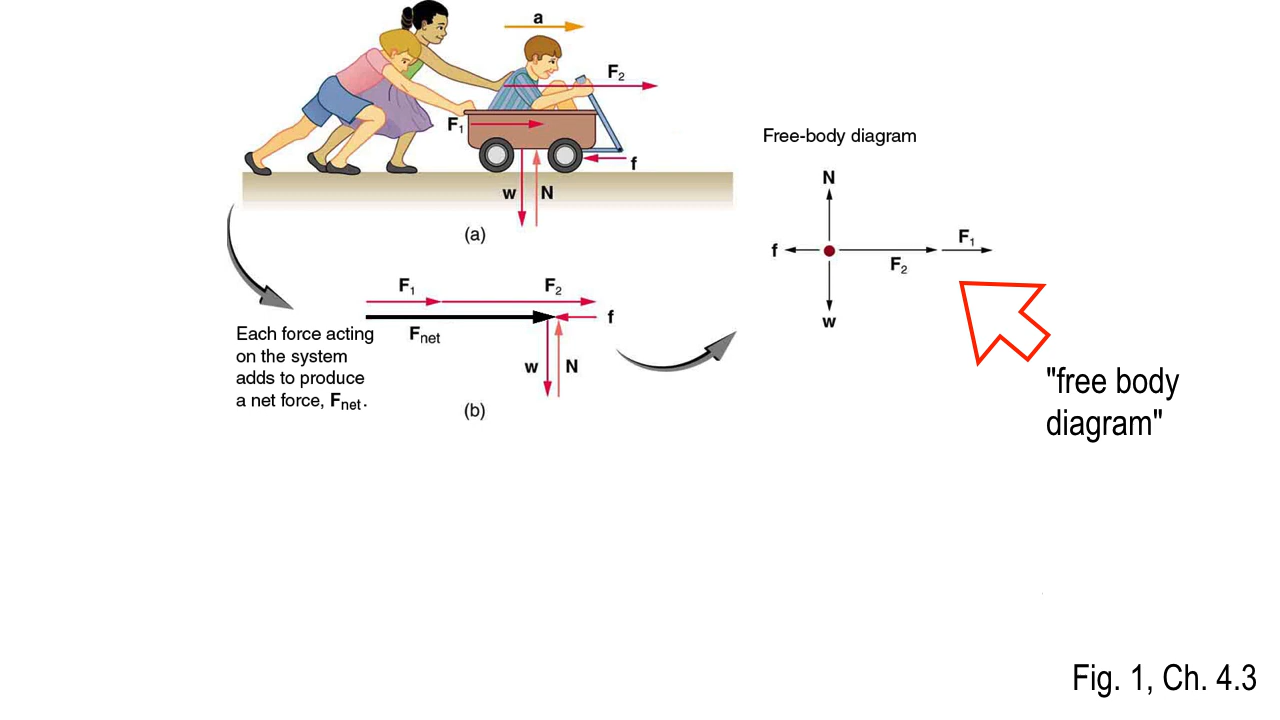 a
F₂
F₁
f
w N
(a)
Free-body diagram
N
f
F₁
F₂
w
F₁ F₂
f
Fnet
w N
(b)
Each force acting
on the system
adds to produce
a net force, Fnet.
"free body
diagram"
Fig. 1, Ch. 4.3